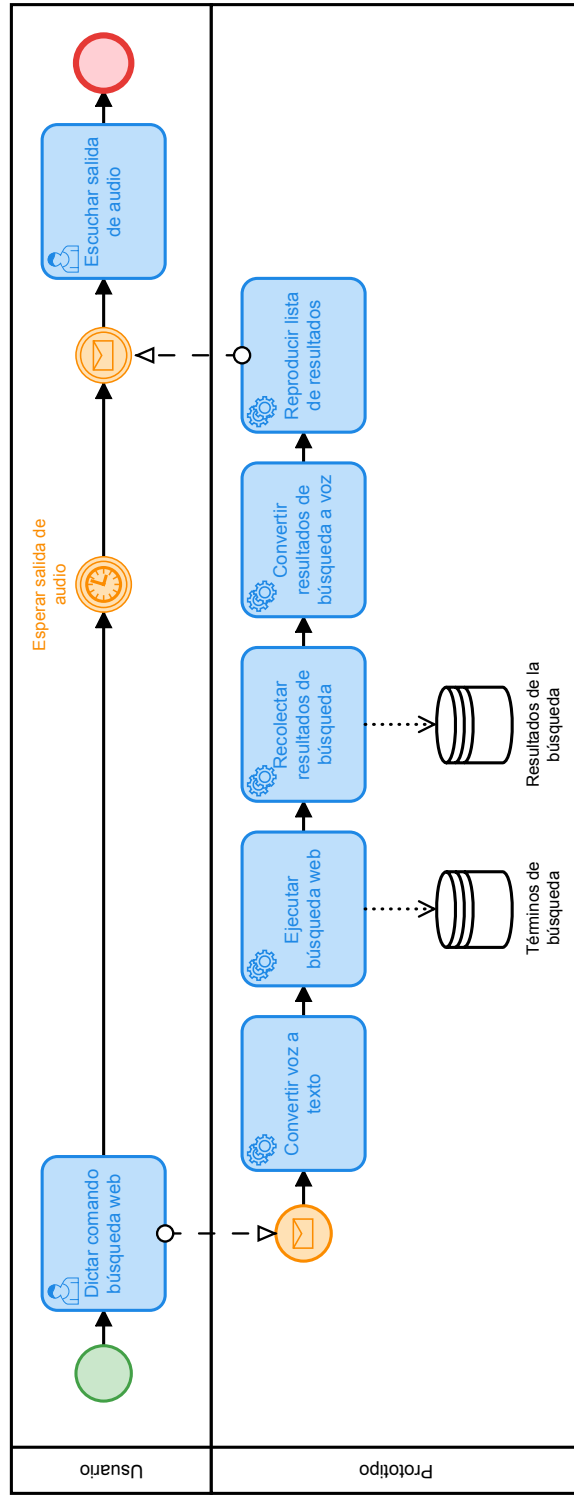 Usuario
Dictar comando
búsqueda web
Esperar salida de
audio
Escuchar salida
de audio
Prototipo
Convertir voz a
texto
Ejecutar
búsqueda web
Recolectar
resultados de
búsqueda
Convertir
resultados de
búsqueda a voz
Reproducir lista
de resultados
Términos de
búsqueda
Resultados de la
búsqueda